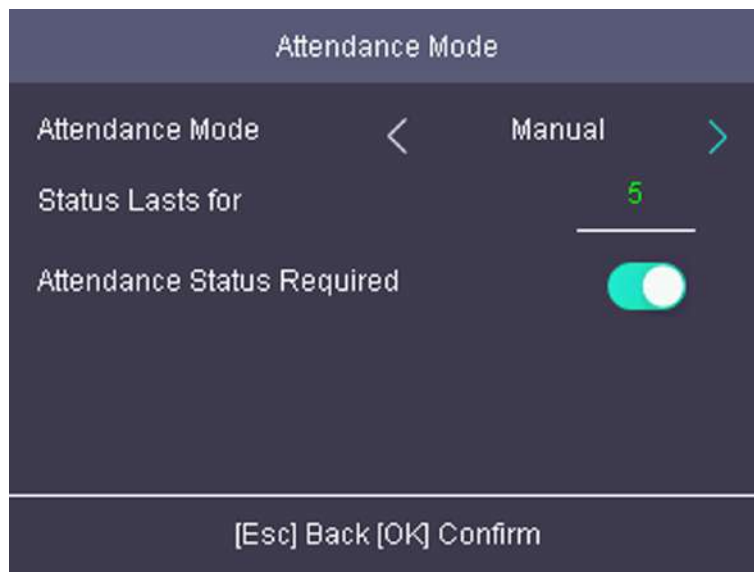 Attendance Mode
Attendance Mode < Manual >
Status Lasts for 5
Attendance Status Required
[Esc] Back [OK] Confirm